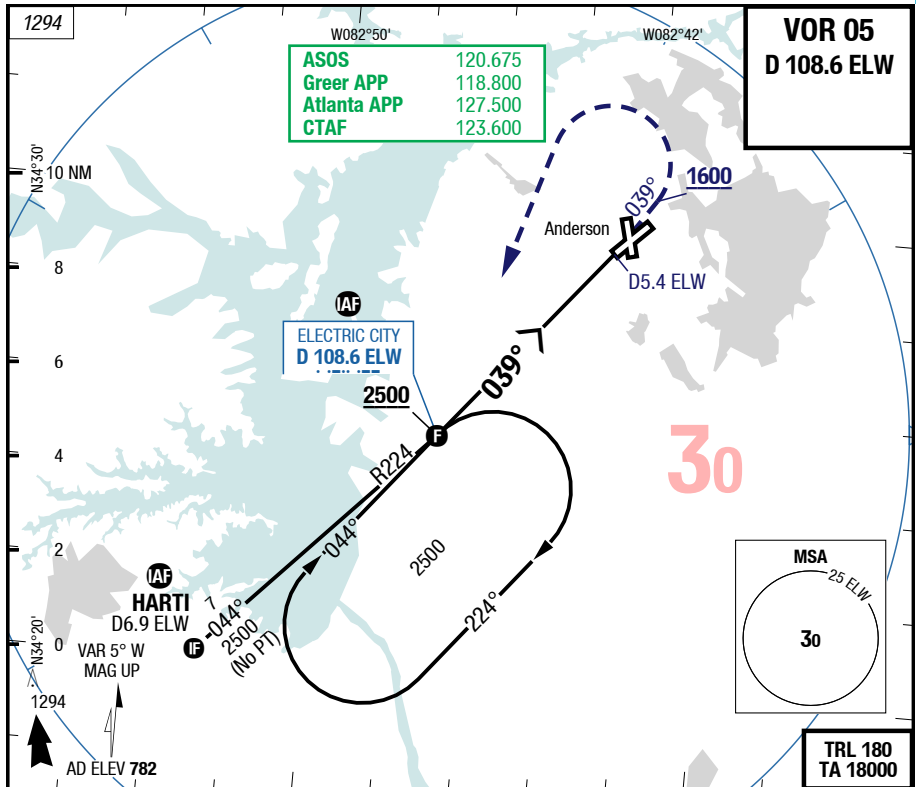 1294
W082°50'
W082°42'
VOR 05
D 108.6 ELW
ASOS 120.675
Greer APP 118.800
Atlanta APP 127.500
CTAF 123.600
N34°30'
10 NM
1600
039°
Anderson
D5.4 ELW
8
IAF
ELECTRIC CITY
D 108.6 ELW
6
039°
2500
F
4
R224
30
044°
2500
2
MSA
25 ELW
30
IAF
HARTI
D6.9 ELW
7
044°
2500
(No PT)
224°
IF
0
N34°20'
VAR 5° W
MAG UP
1294
AD ELEV 782
TRL 180
TA 18000